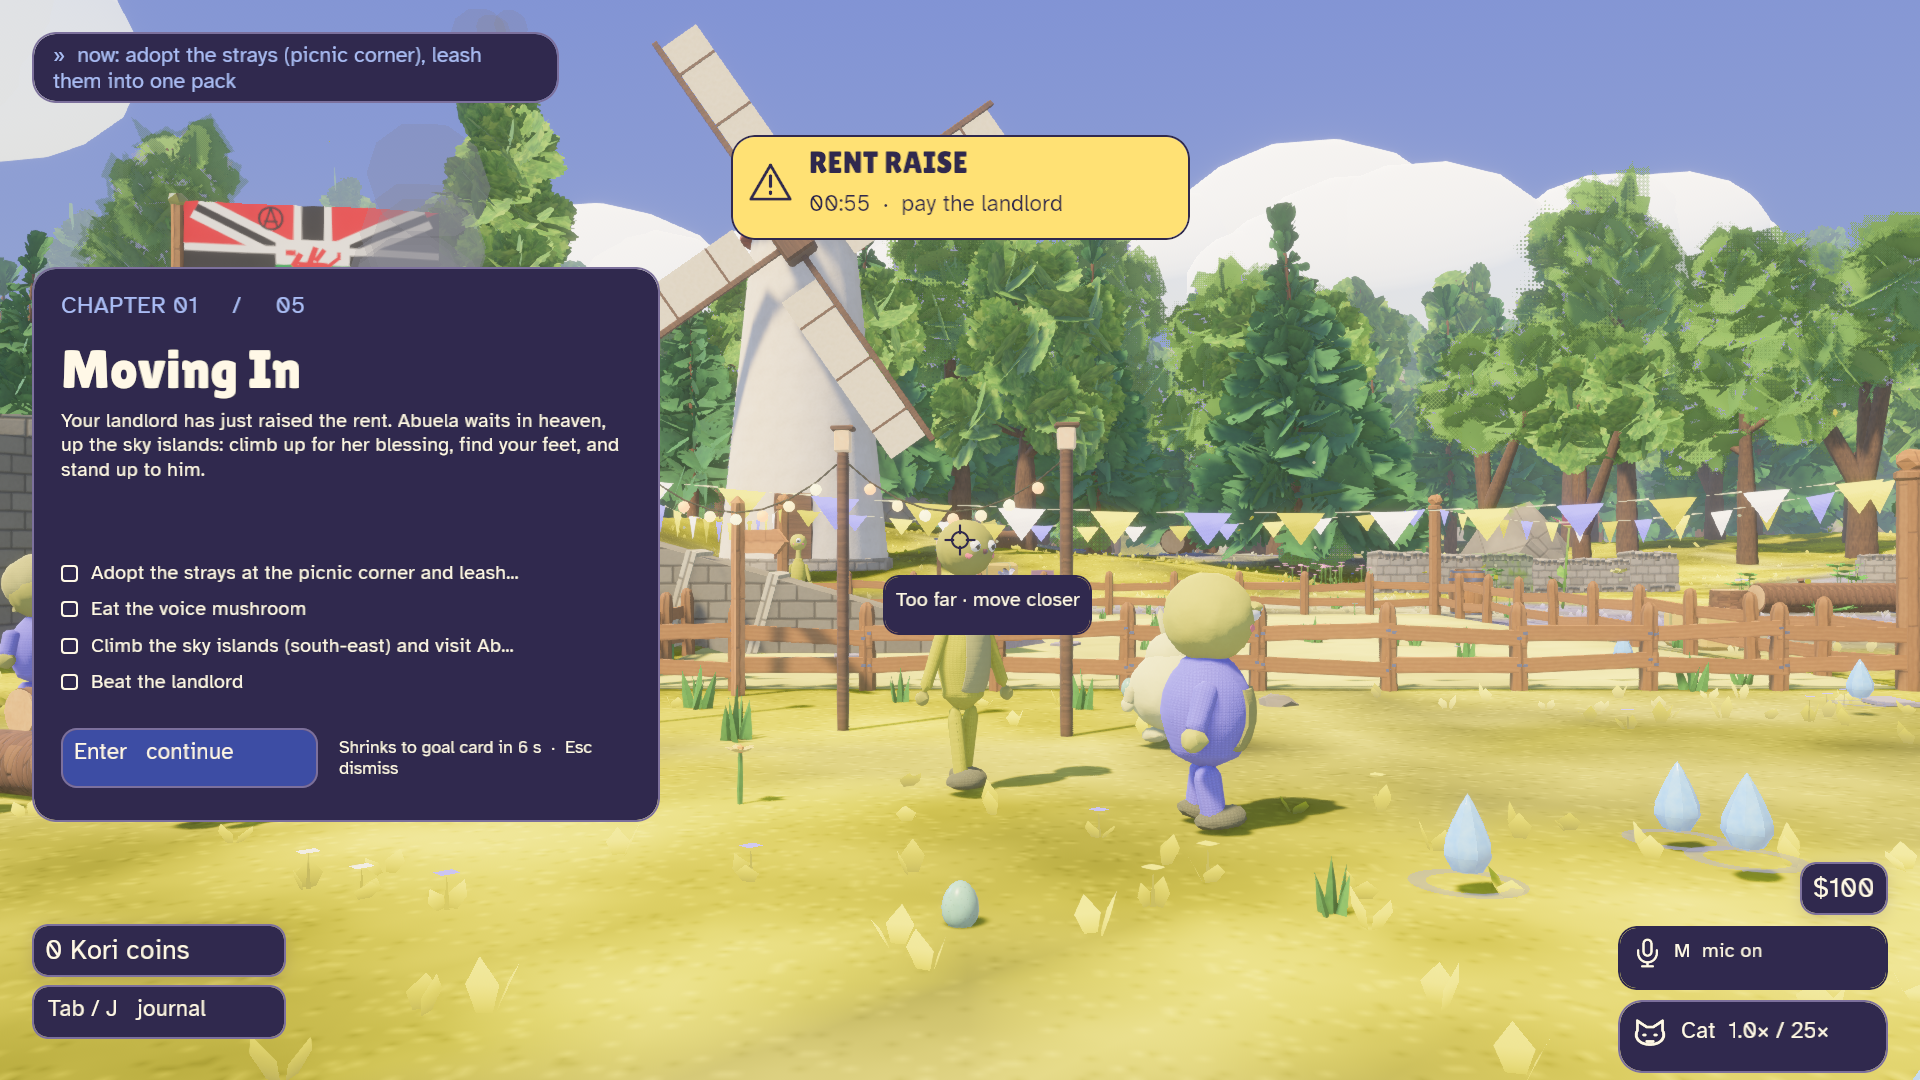 » now: adopt the strays (picnic corner), leash
them into one pack
RENT RAISE
00:55 · pay the landlord
CHAPTER 01 / 05
Moving In
Your landlord has just raised the rent. Abuela waits in heaven,
up the sky islands: climb up for her blessing, find your feet, and
stand up to him.
Adopt the strays at the picnic corner and leash...
Eat the voice mushroom
Climb the sky islands (south-east) and visit Ab...
Beat the landlord
Enter continue
Shrinks to goal card in 6 s · Esc
dismiss
Too far · move closer
0 Kori coins
Tab / J journal
$100
M mic on
Cat 1.0× / 25×